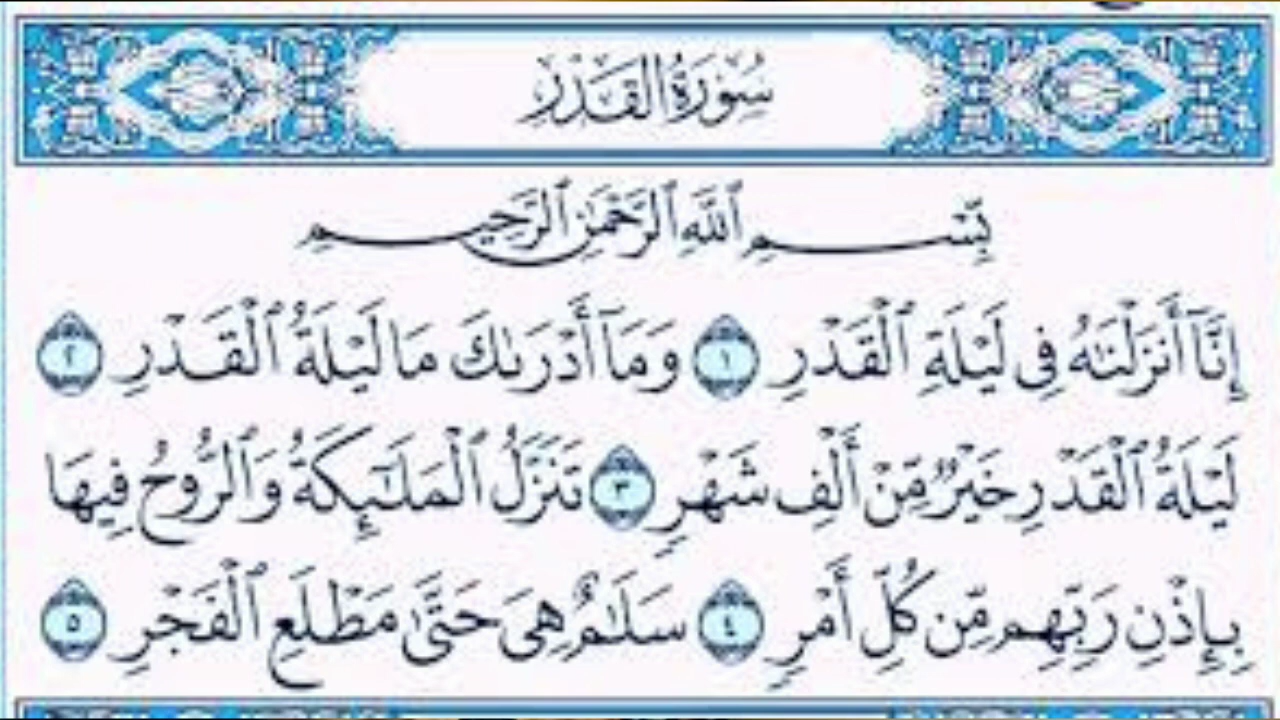 سُورَةُ القَدۡرِ
بِسۡمِ ٱللَّهِ ٱلرَّحۡمَٰنِ ٱلرَّحِيمِ
إِنَّآ أَنزَلۡنَٰهُ فِى لَيۡلَةِ ٱلۡقَدۡرِ ١ وَمَآ أَدۡرَىٰكَ مَا لَيۡلَةُ ٱلۡقَدۡرِ ٢
لَيۡلَةُ ٱلۡقَدۡرِ خَيۡرٌ مِّنۡ أَلۡفِ شَهۡرٍ ٣ تَنَزَّلُ ٱلۡمَلَٰٓئِكَةُ وَٱلرُّوحُ فِيهَا
بِإِذۡنِ رَبِّهِم مِّن كُلِّ أَمۡرٍ ٤ سَلَٰمٌ هِىَ حَتَّىٰ مَطۡلَعِ ٱلۡفَجۡرِ ٥